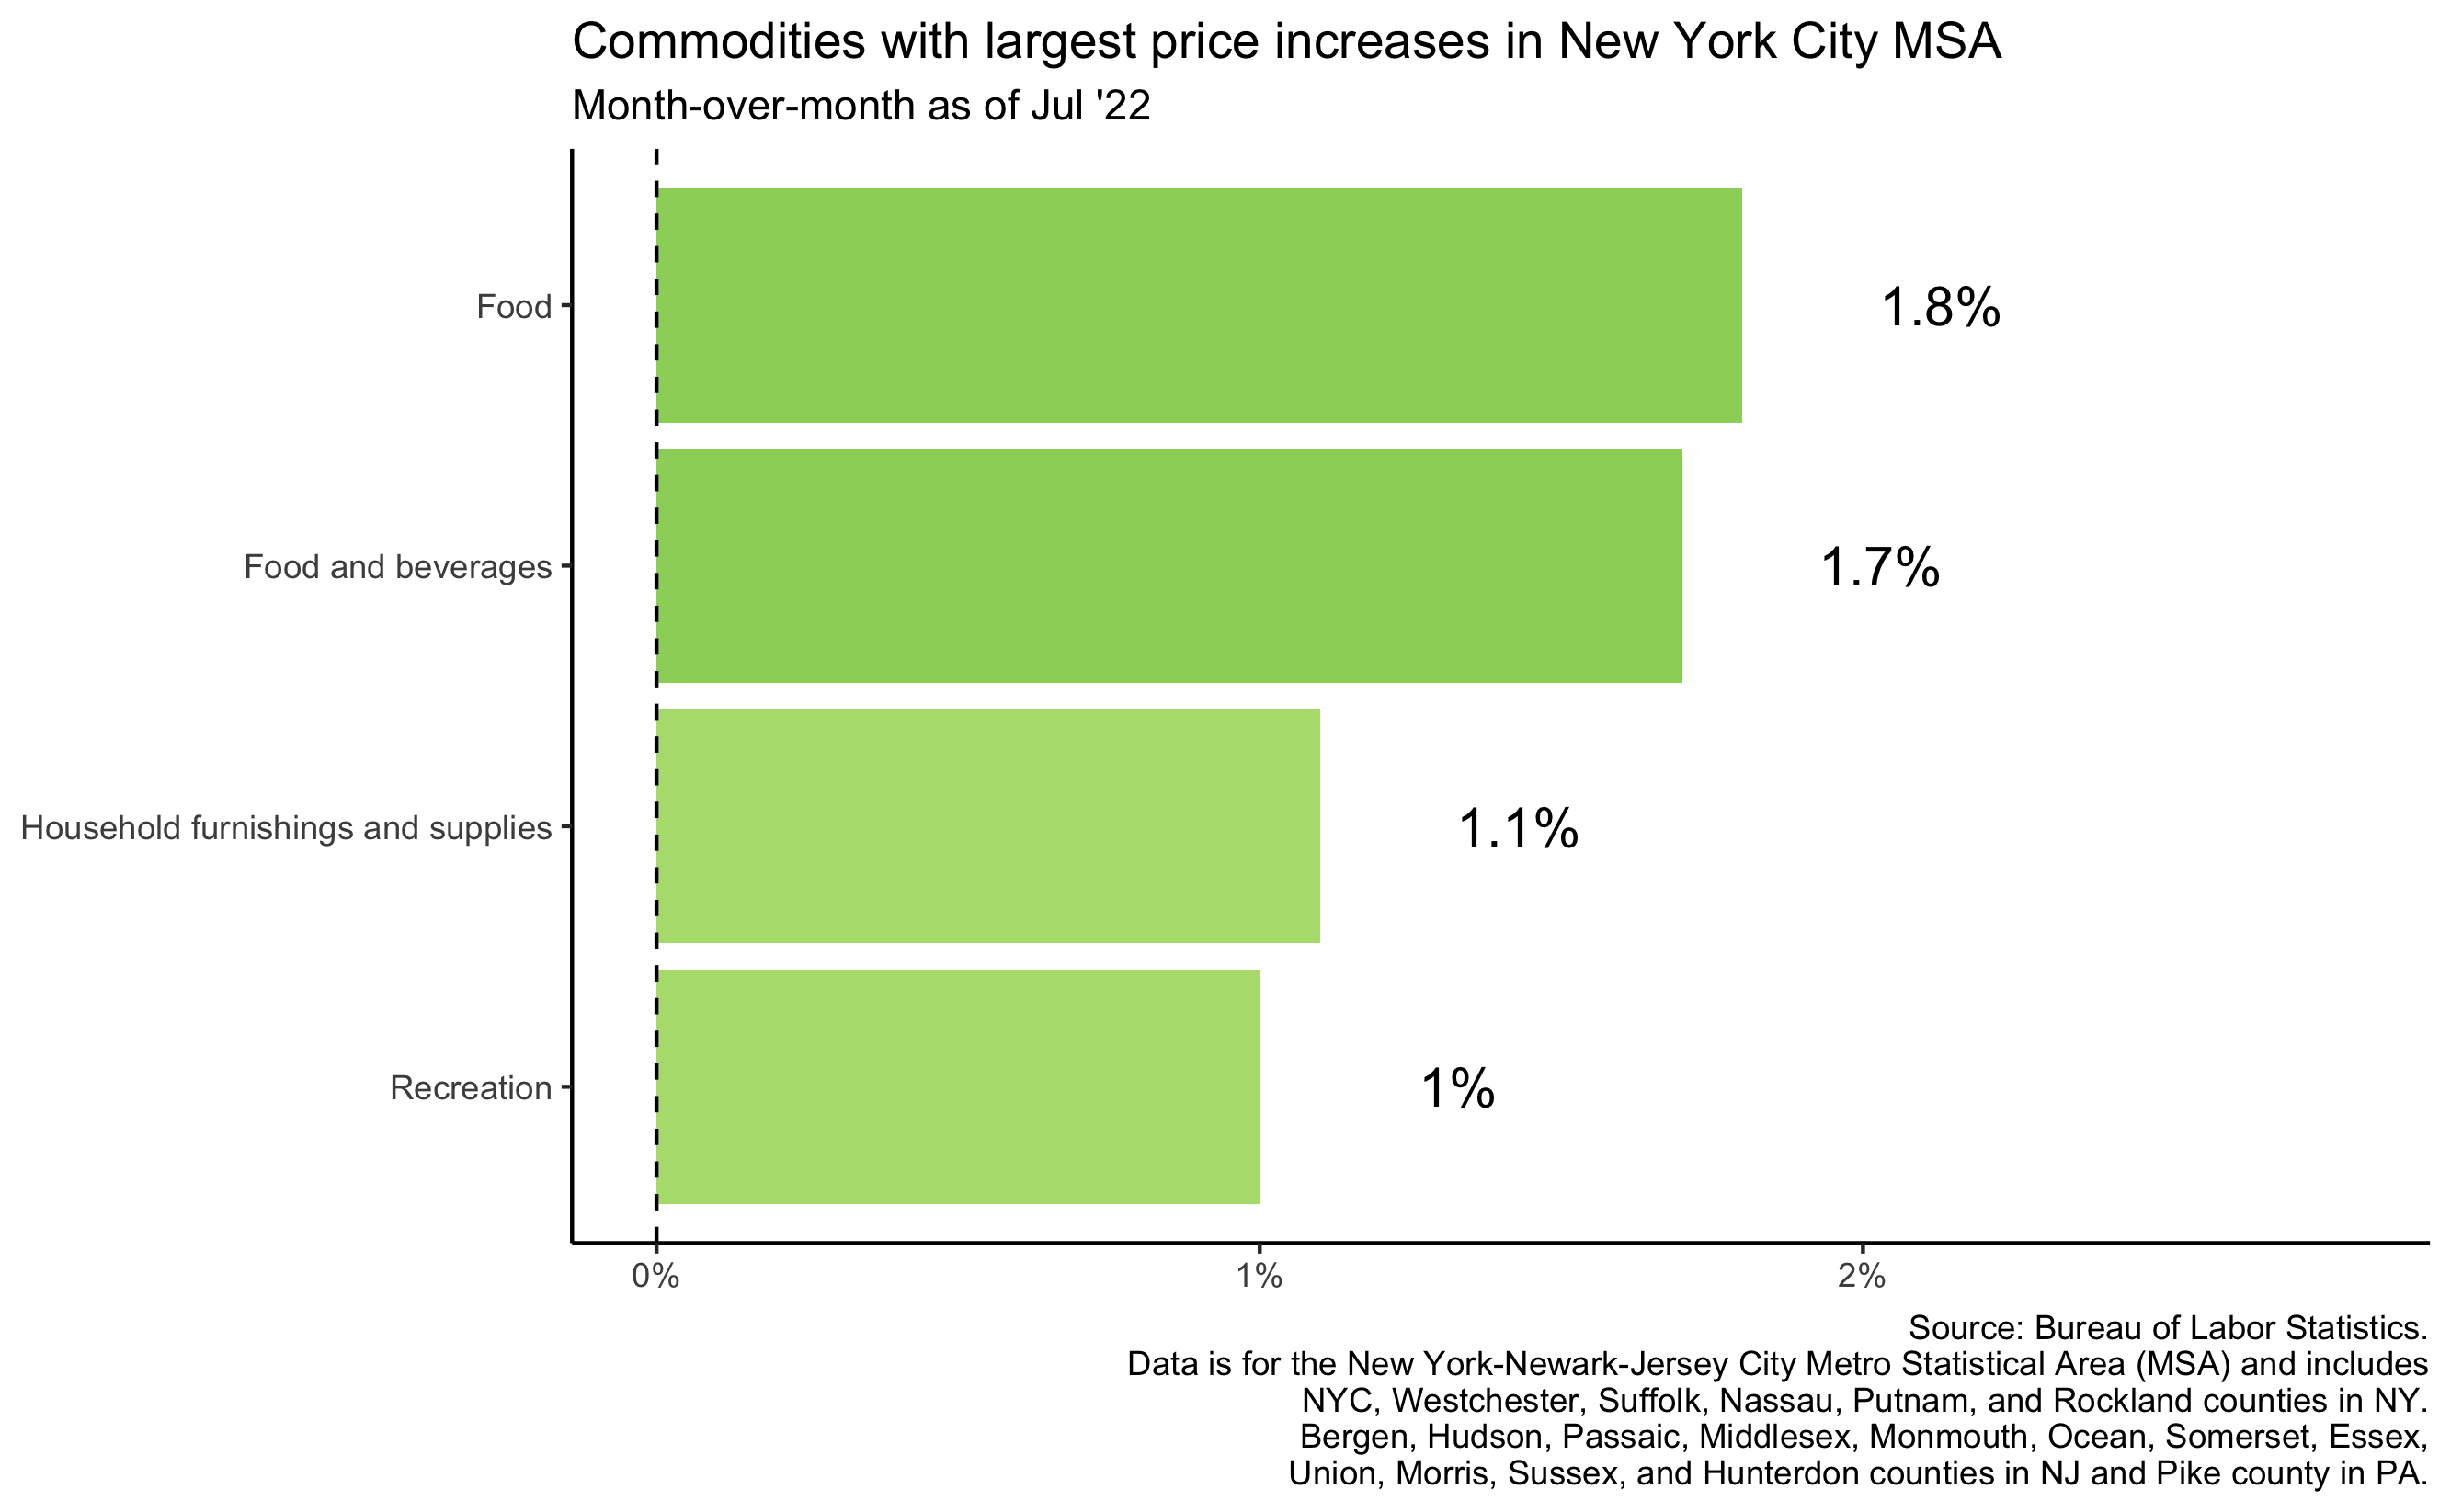 Commodities with largest price increases in New York City MSA
Month-over-month as of Jul '22
Food
1.8%
Food and beverages
1.7%
Household furnishings and supplies
1.1%
Recreation
1%
0%
1%
2%
Source: Bureau of Labor Statistics.
Data is for the New York-Newark-Jersey City Metro Statistical Area (MSA) and includes
NYC, Westchester, Suffolk, Nassau, Putnam, and Rockland counties in NY.
Bergen, Hudson, Passaic, Middlesex, Monmouth, Ocean, Somerset, Essex,
Union, Morris, Sussex, and Hunterdon counties in NJ and Pike county in PA.